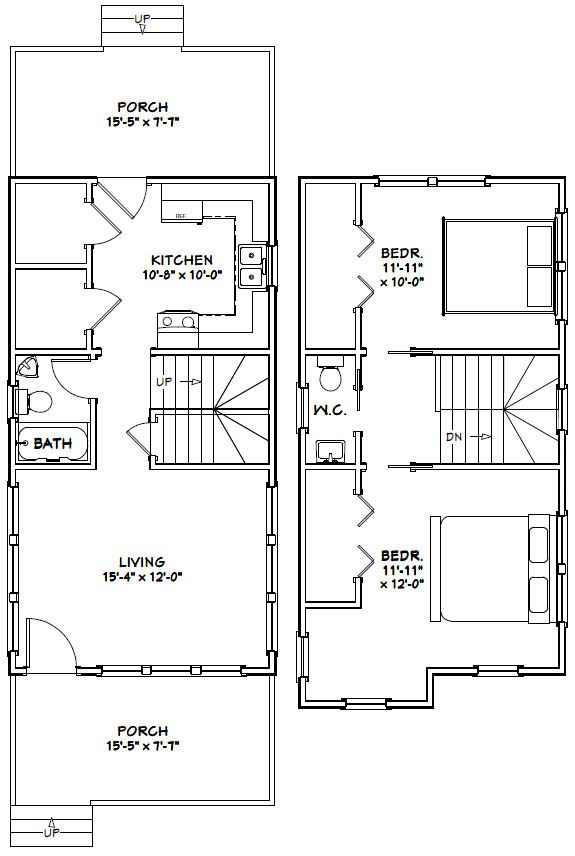 UP
PORCH
15'-5" x 7'-7"
REF.
KITCHEN
10'-8" x 10'-0"
UP
BATH
LIVING
15'-4" x 12'-0"
PORCH
15'-5" x 7'-7"
UP
BEDR.
11'-11"
x 10'-0"
W.C.
DN
BEDR.
11'-11"
x 12'-0"